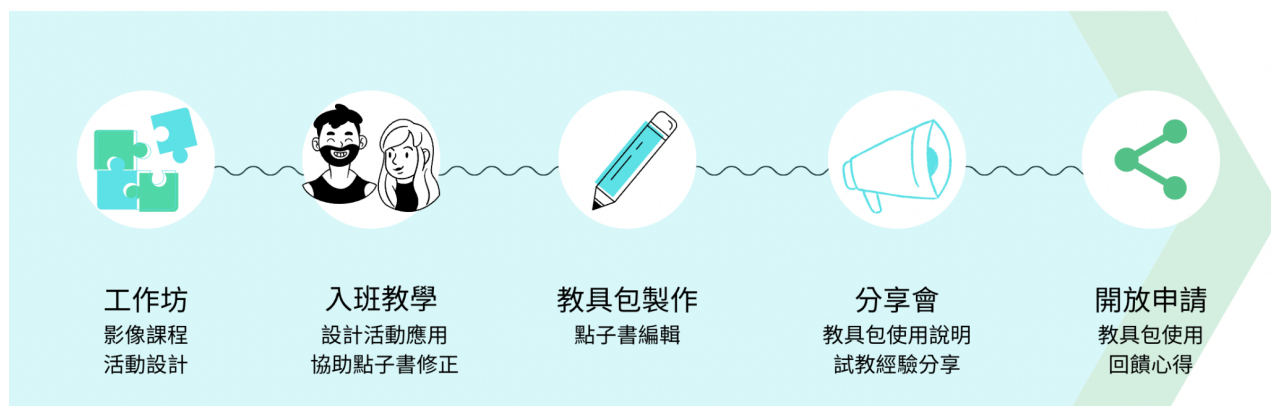 工作坊
影像課程
活動設計
入班教學
設計活動應用
協助點子書修正
教具包製作
點子書編輯
分享會
教具包使用說明
試教經驗分享
開放申請
教具包使用
回饋心得